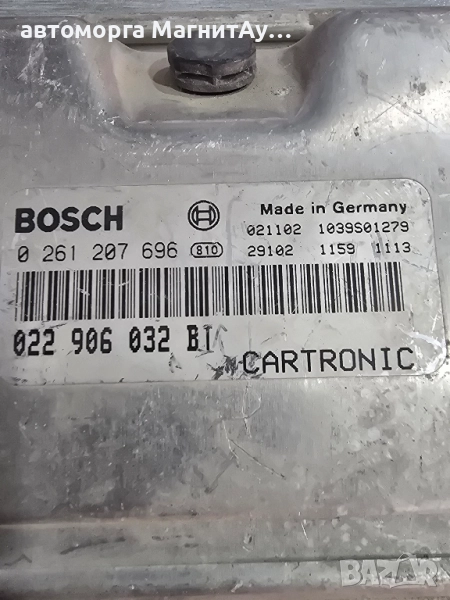 автоморга МагнитАу...
BOSCH
Made in Germany
0 261 207 696 810
021102 1039S01279
29102 1159 1113
022 906 032
CARTRONIC
BAZAR